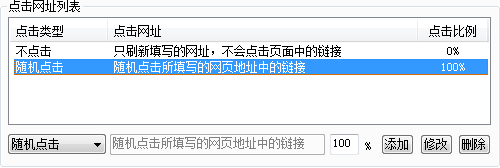 点击网址列表
点击类型 点击网址 点击比例
不点击 只刷新填写的网址，不会点击页面中的链接 0%
随机点击 随机点击所填写的网页地址中的链接 100%
随机点击 随机点击所填写的网页地址中的链接 100 % 添加 修改 删除